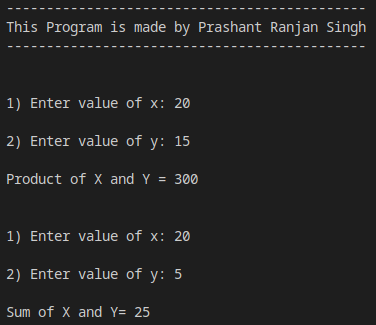 ---------------------------------------------
This Program is made by Prashant Ranjan Singh
---------------------------------------------
1) Enter value of x: 20
2) Enter value of y: 15
Product of X and Y = 300
1) Enter value of x: 20
2) Enter value of y: 5
Sum of X and Y= 25